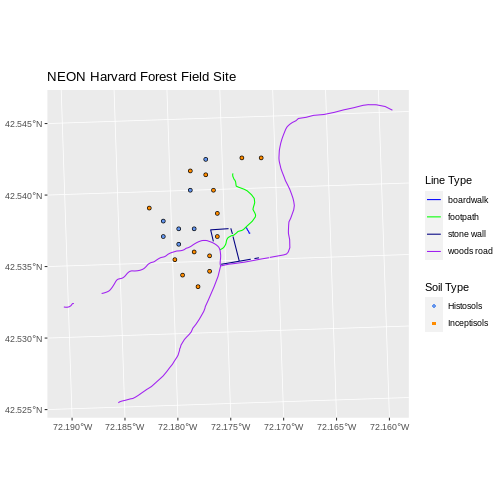 NEON Harvard Forest Field Site
42.545°N
42.540°N
42.535°N
42.530°N
42.525°N
72.190°W 72.185°W 72.180°W 72.175°W 72.170°W 72.165°W 72.160°W
Line Type
boardwalk
footpath
stone wall
woods road
Soil Type
Histosols
Inceptisols